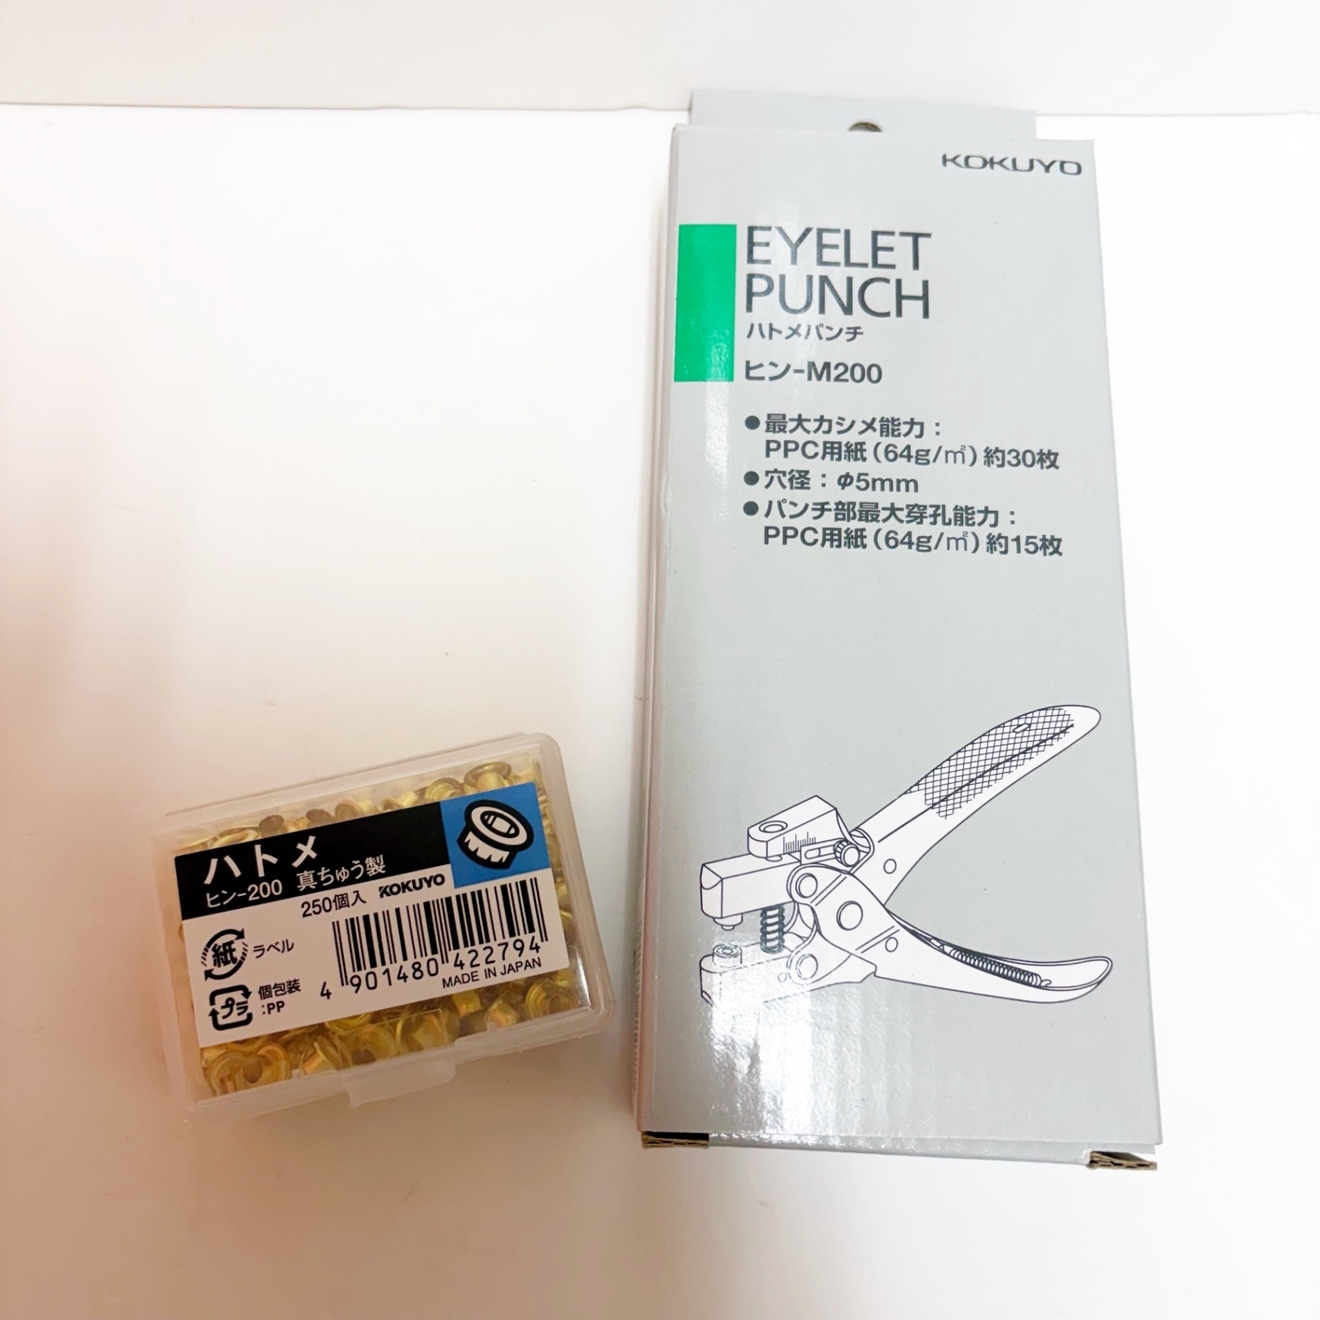 KOKUYO
EYELET
PUNCH
ハトメパンチ
ヒン-M200
●最大カシメ能力：
PPC用紙（64g/㎡）約30枚
●穴径：φ5mm
●パンチ部最大穿孔能力：
PPC用紙（64g/㎡）約15枚
ハトメ
ヒン-200 真ちゅう製
250個入 KOKUYO
紙 ラベル
プラ 個包装
:PP
4 901480 422794
MADE IN JAPAN